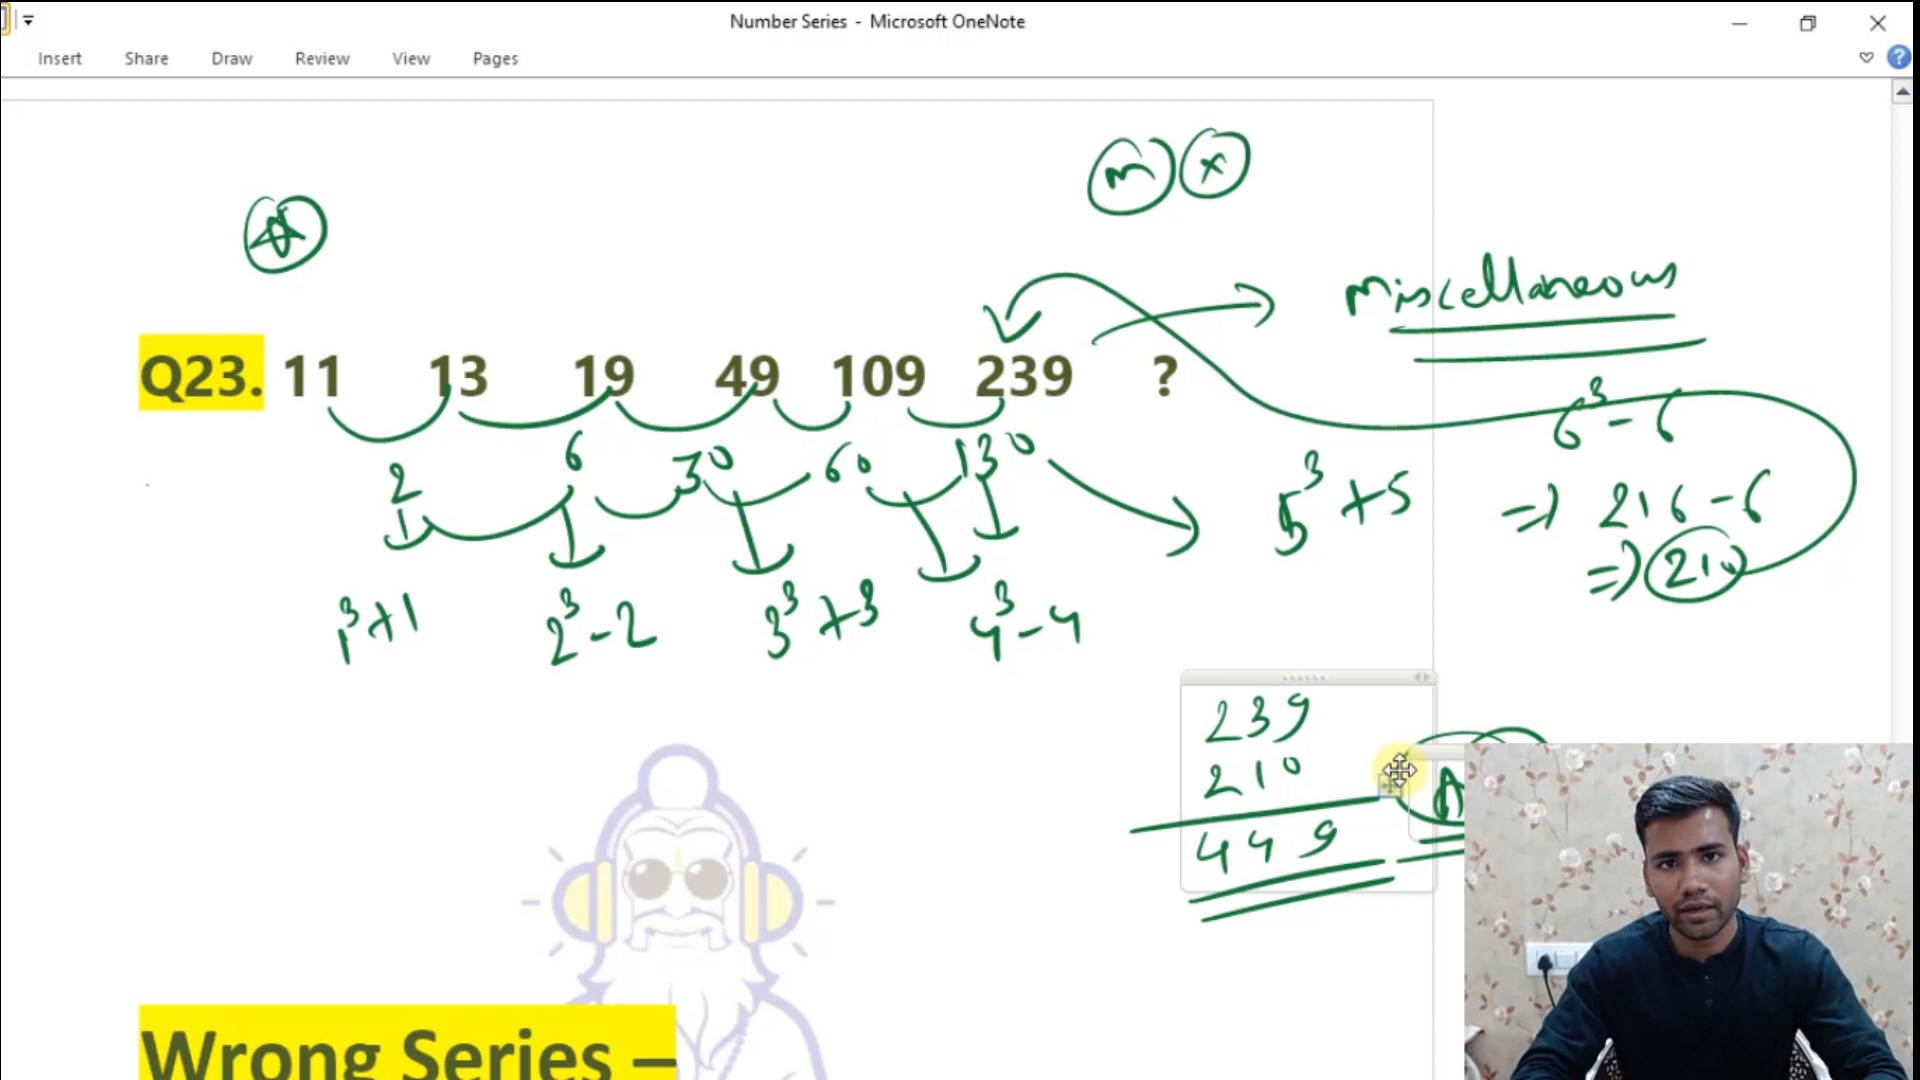 Number Series - Microsoft OneNote
Insert Share Draw Review View Pages
m x
Miscellaneous
Q23. 11 13 19 49 109 239 ?
2 6 30 60 130
6³ - 6
5³ + 5
=) 216 - 6
=) 210
1³ + 1 2³ - 2 3³ + 3 4³ - 4
239
210
449
A
Wrong Series –